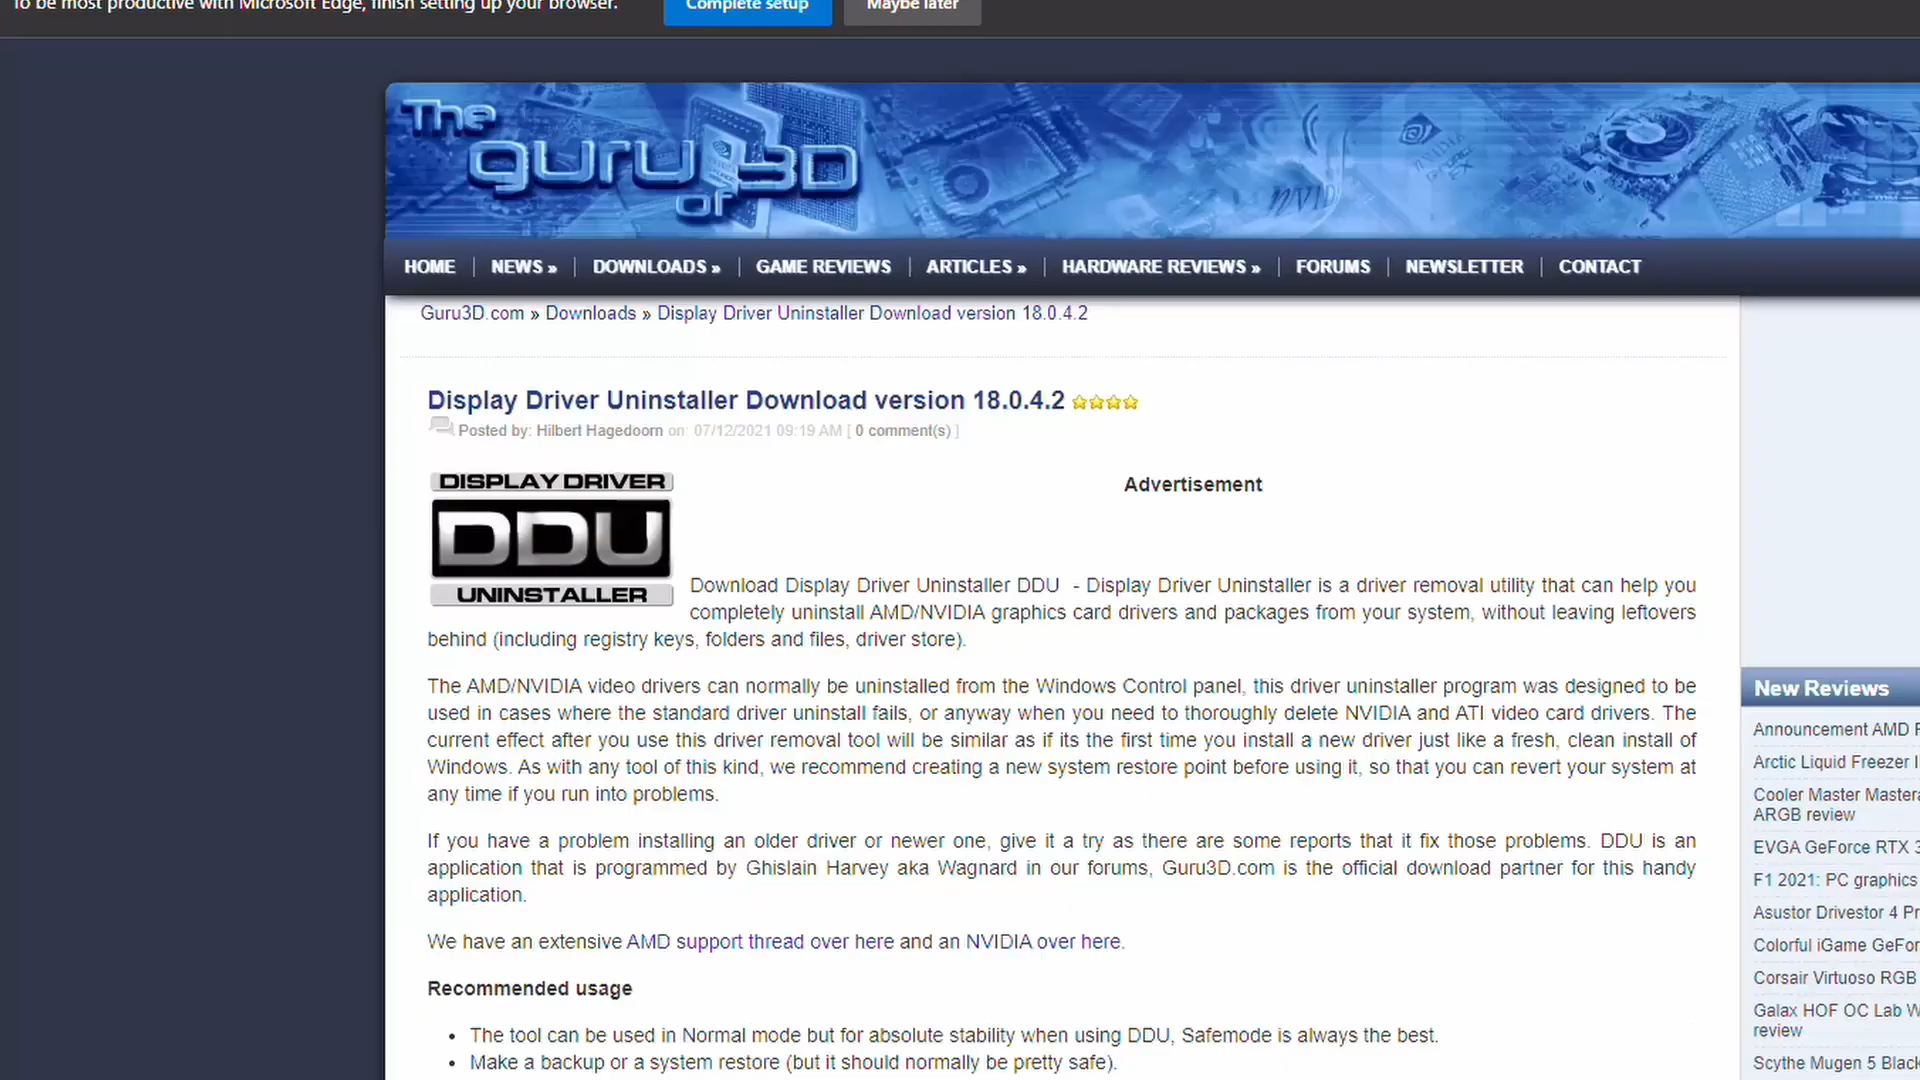 To be most productive with Microsoft Edge, finish setting up your browser.
Complete setup
Maybe later
The
guru
of 3D
HOME | NEWS » | DOWNLOADS » | GAME REVIEWS | ARTICLES » | HARDWARE REVIEWS » | FORUMS | NEWSLETTER | CONTACT
Guru3D.com » Downloads » Display Driver Uninstaller Download version 18.0.4.2
Display Driver Uninstaller Download version 18.0.4.2
Posted by: Hilbert Hagedoorn on: 07/12/2021 09:19 AM [ 0 comment(s) ]
DISPLAY DRIVER
DDU
UNINSTALLER
Advertisement
Download Display Driver Uninstaller DDU - Display Driver Uninstaller is a driver removal utility that can help you
completely uninstall AMD/NVIDIA graphics card drivers and packages from your system, without leaving leftovers
behind (including registry keys, folders and files, driver store).
The AMD/NVIDIA video drivers can normally be uninstalled from the Windows Control panel, this driver uninstaller program was designed to be
used in cases where the standard driver uninstall fails, or anyway when you need to thoroughly delete NVIDIA and ATI video card drivers. The
current effect after you use this driver removal tool will be similar as if its the first time you install a new driver just like a fresh, clean install of
Windows. As with any tool of this kind, we recommend creating a new system restore point before using it, so that you can revert your system at
any time if you run into problems.
If you have a problem installing an older driver or newer one, give it a try as there are some reports that it fix those problems. DDU is an
application that is programmed by Ghislain Harvey aka Wagnard in our forums, Guru3D.com is the official download partner for this handy
application.
We have an extensive AMD support thread over here and an NVIDIA over here.
Recommended usage
• The tool can be used in Normal mode but for absolute stability when using DDU, Safemode is always the best.
• Make a backup or a system restore (but it should normally be pretty safe).
New Reviews
Announcement AMD
Arctic Liquid Freezer
Cooler Master
ARGB review
EVGA GeForce RTX
F1 2021: PC graphics
Asustor Drivestor 4
Colorful iGame
Corsair Virtuoso RGB
Galax HOF OC Lab
review
Scythe Mugen 5 Black